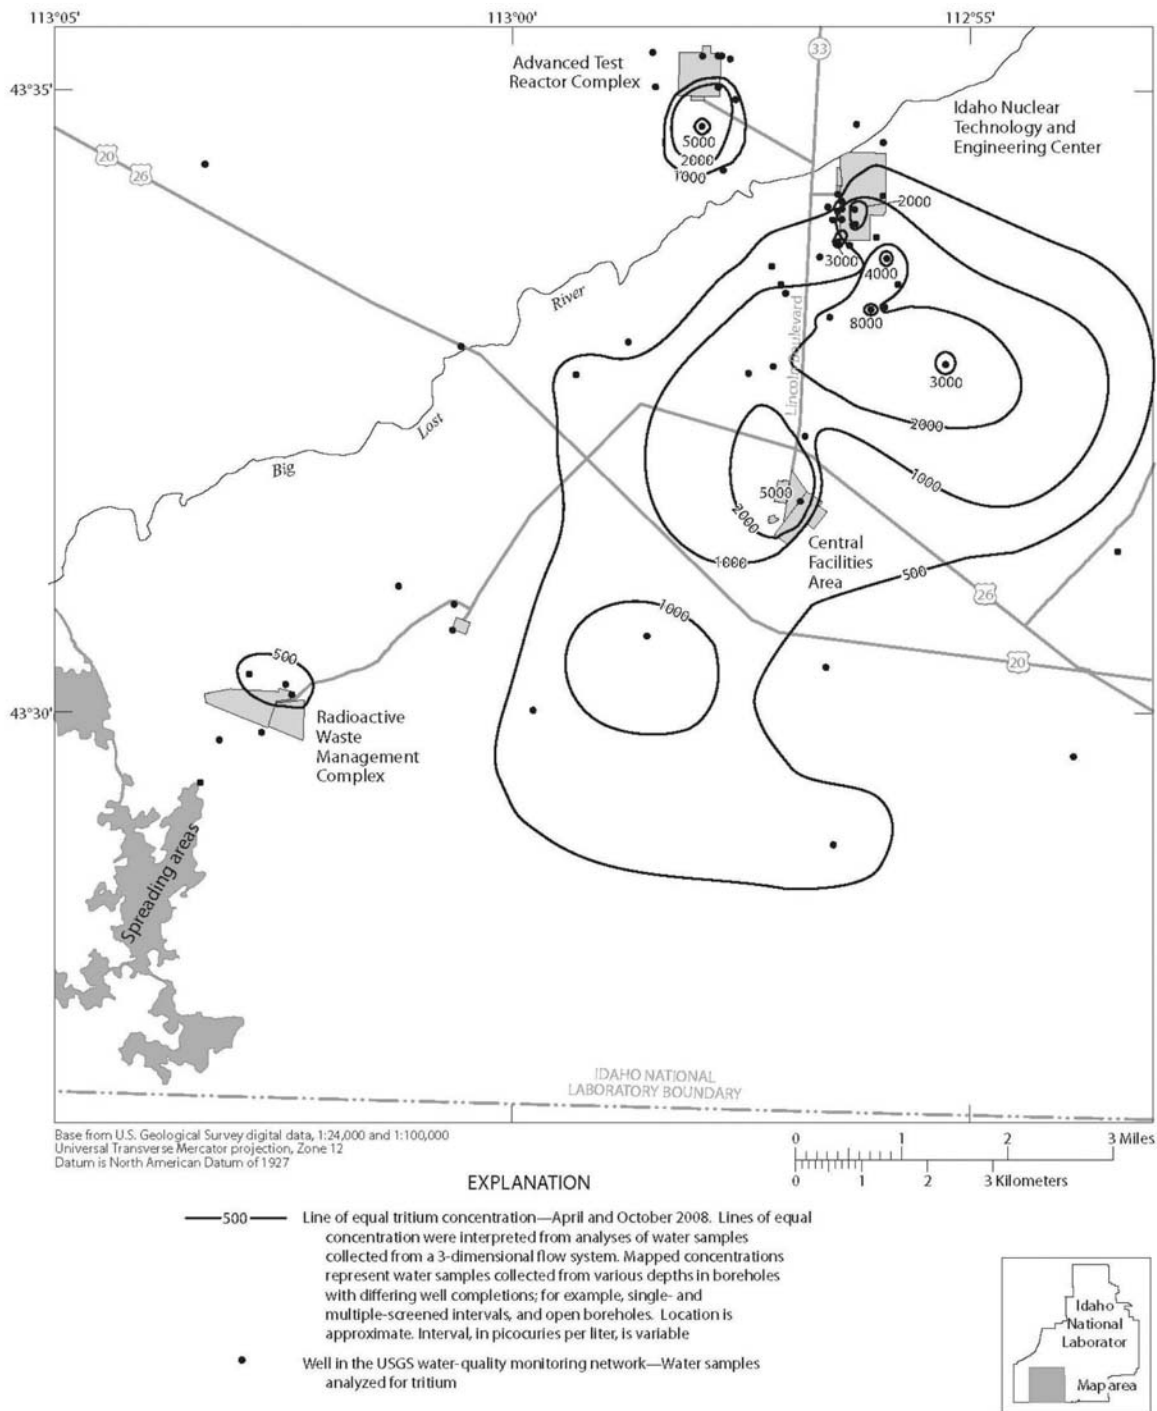 113°05'
113°00'
112°55'
43°35'
43°30'
Advanced Test
Reactor Complex
33
Idaho Nuclear
Technology and
Engineering Center
20
26
5000
2000
1000
2000
3000
4000
8000
3000
2000
1000
River
Lost
Big
Lincoln Boulevard
5000
2000
1000
Central
Facilities
Area
500
26
20
1000
500
Radioactive
Waste
Management
Complex
Spreading areas
IDAHO NATIONAL
LABORATORY BOUNDARY
Base from U.S. Geological Survey digital data, 1:24,000 and 1:100,000
Universal Transverse Mercator projection, Zone 12
Datum is North American Datum of 1927
0 1 2 3 Miles
0 1 2 3 Kilometers
EXPLANATION
500 Line of equal tritium concentration—April and October 2008. Lines of equal
concentration were interpreted from analyses of water samples
collected from a 3-dimensional flow system. Mapped concentrations
represent water samples collected from various depths in boreholes
with differing well completions; for example, single- and
multiple-screened intervals, and open boreholes. Location is
approximate. Interval, in picocuries per liter, is variable
Well in the USGS water-quality monitoring network—Water samples
analyzed for tritium
Idaho
National
Laborator
Map area